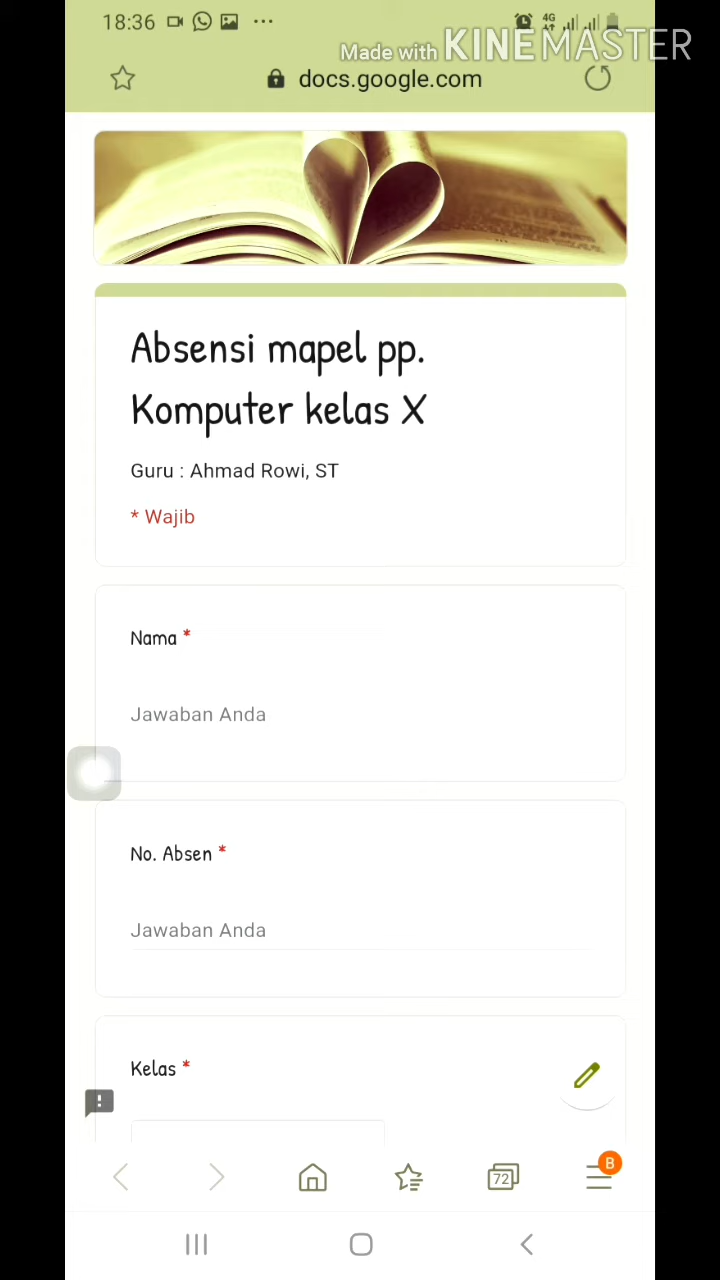 18:36
4G
Made with KINEMASTER
docs.google.com
Absensi mapel pp.
Komputer kelas X
Guru : Ahmad Rowi, ST
* Wajib
Nama *
Jawaban Anda
No. Absen *
Jawaban Anda
Kelas *
72
B